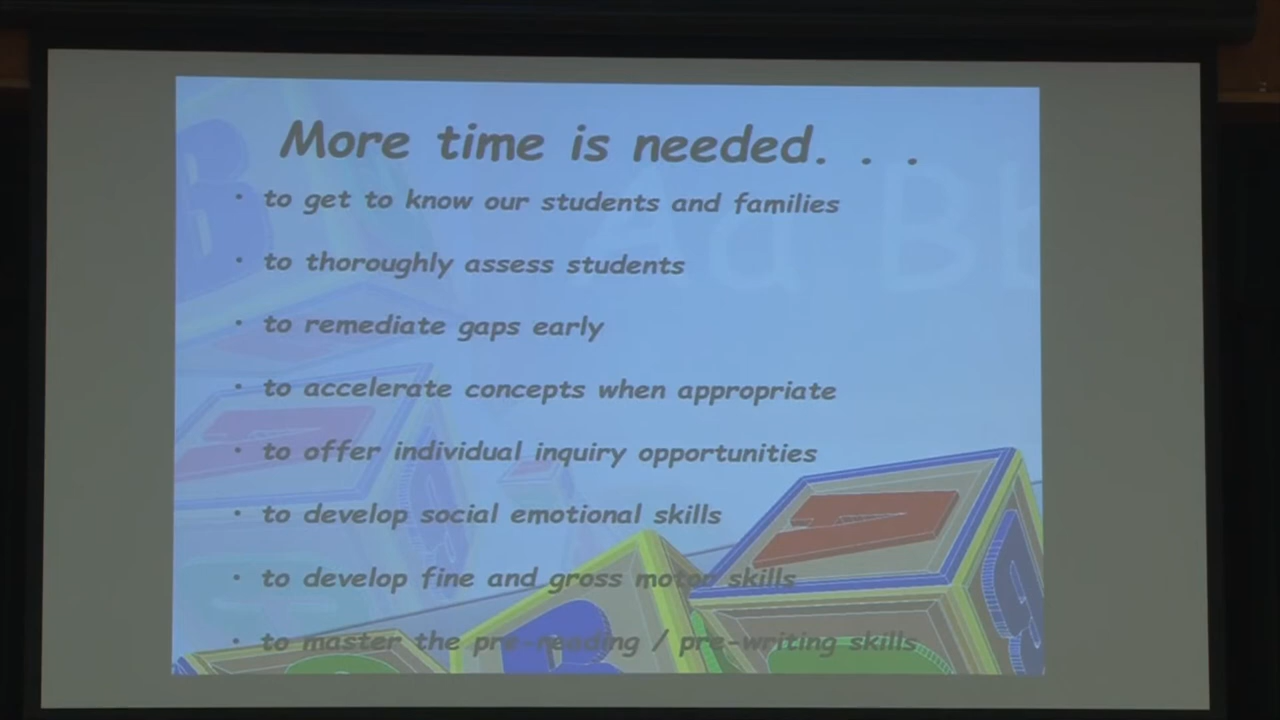 More time is needed. . .
• to get to know our students and families
• to thoroughly assess students
• to remediate gaps early
• to accelerate concepts when appropriate
• to offer individual inquiry opportunities
• to develop social emotional skills
• to develop fine and gross motor skills
• to master the pre-reading / pre-writing skills
Aa Bb